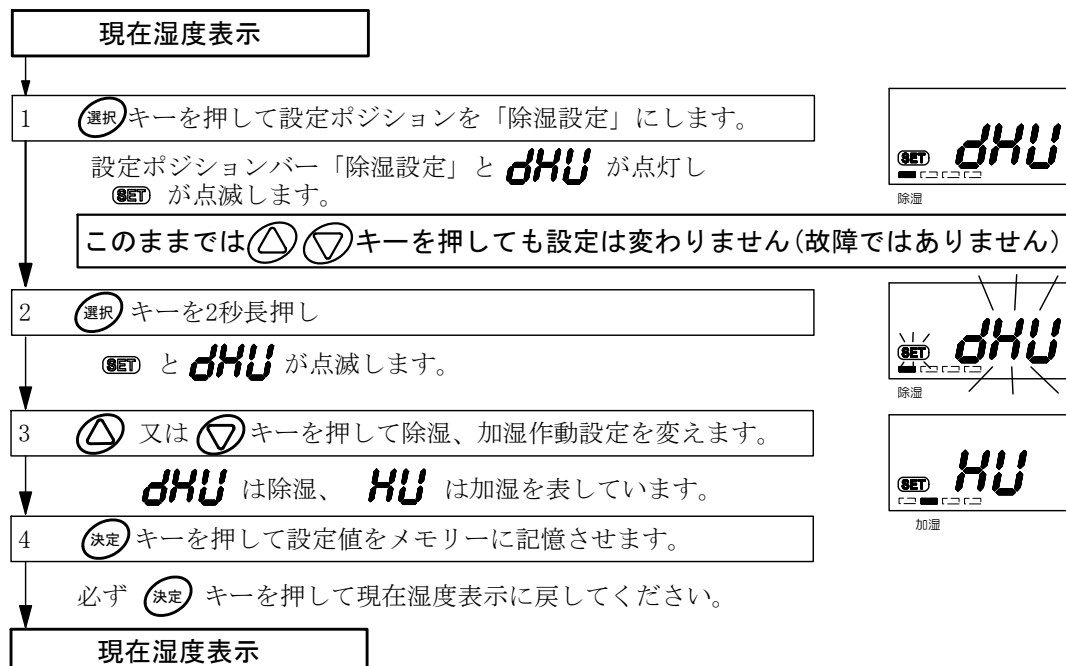 現在湿度表示
1 選択キーを押して設定ポジションを「除湿設定」にします。
設定ポジションバー「除湿設定」と dHU が点灯し
SET が点滅します。
SET dHU
除湿
このままでは△▽キーを押しても設定は変わりません(故障ではありません)
2 選択キーを2秒長押し
SET と dHU が点滅します。
SET dHU
除湿
3 △ 又は ▽キーを押して除湿、加湿作動設定を変えます。
dHU は除湿、 HU は加湿を表しています。
SET HU
加湿
4 決定キーを押して設定値をメモリーに記憶させます。
必ず 決定 キーを押して現在湿度表示に戻してください。
現在湿度表示